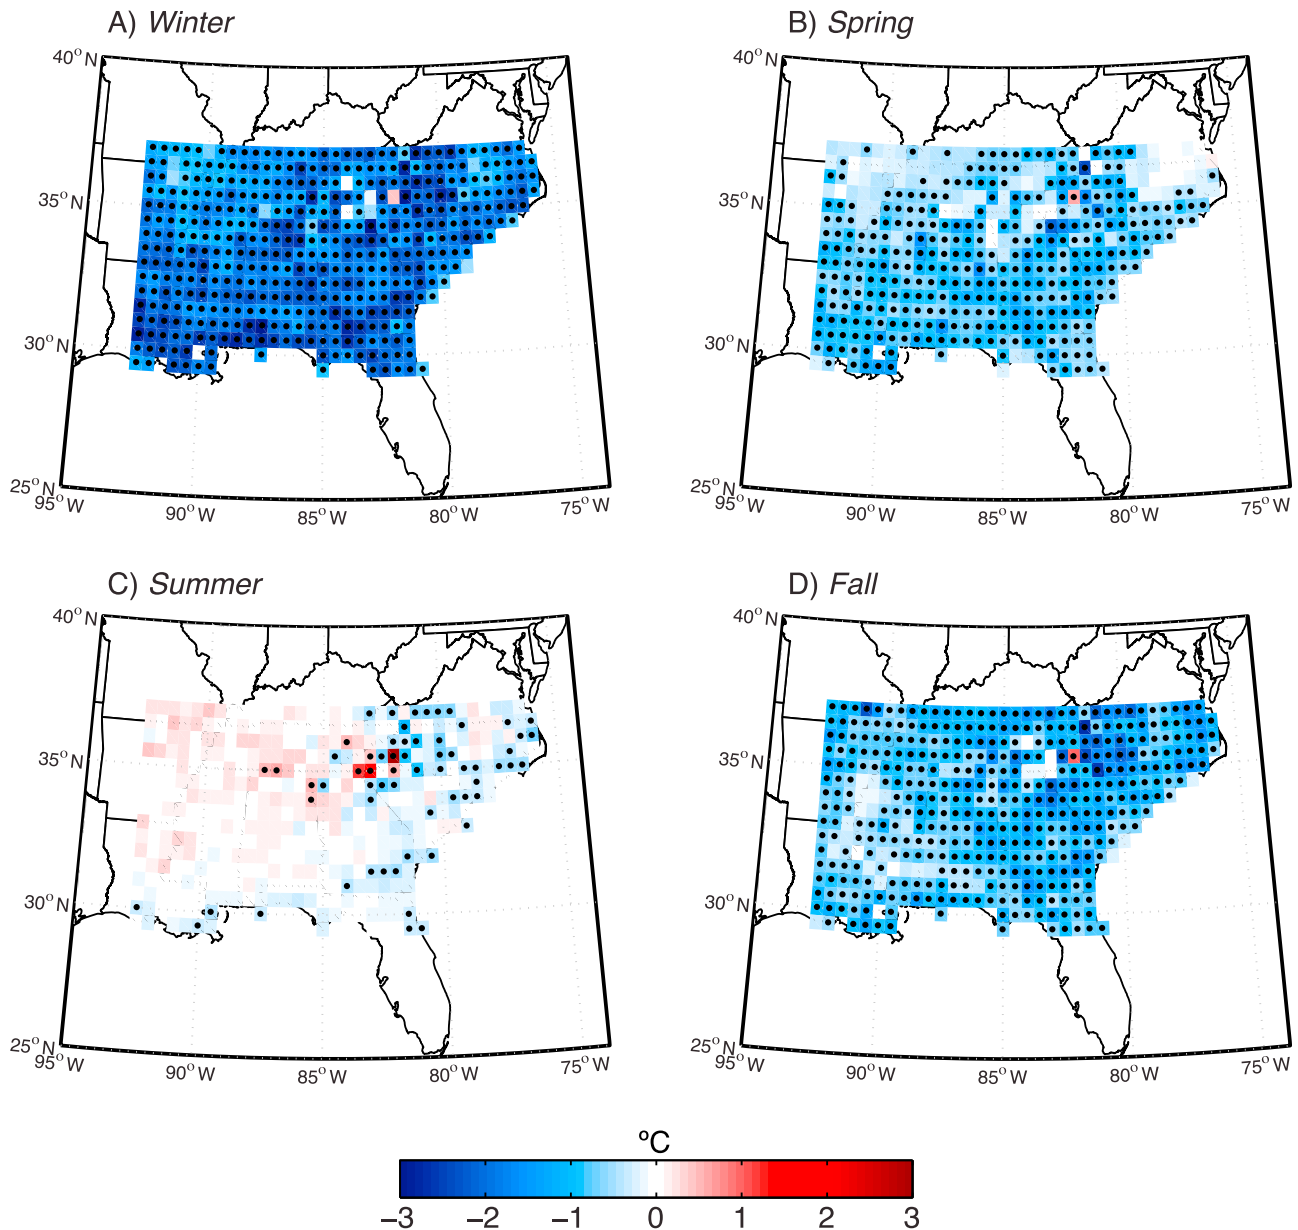 A) Winter
B) Spring
40° N
35° N
30° N
25° N
95° W
90° W
85° W
80° W
75° W
40° N
35° N
30° N
25° N
95° W
90° W
85° W
80° W
75° W
C) Summer
D) Fall
40° N
35° N
30° N
25° N
95° W
90° W
85° W
80° W
75° W
40° N
35° N
30° N
25° N
95° W
90° W
85° W
80° W
75° W
ºC
−3 −2 −1 0 1 2 3